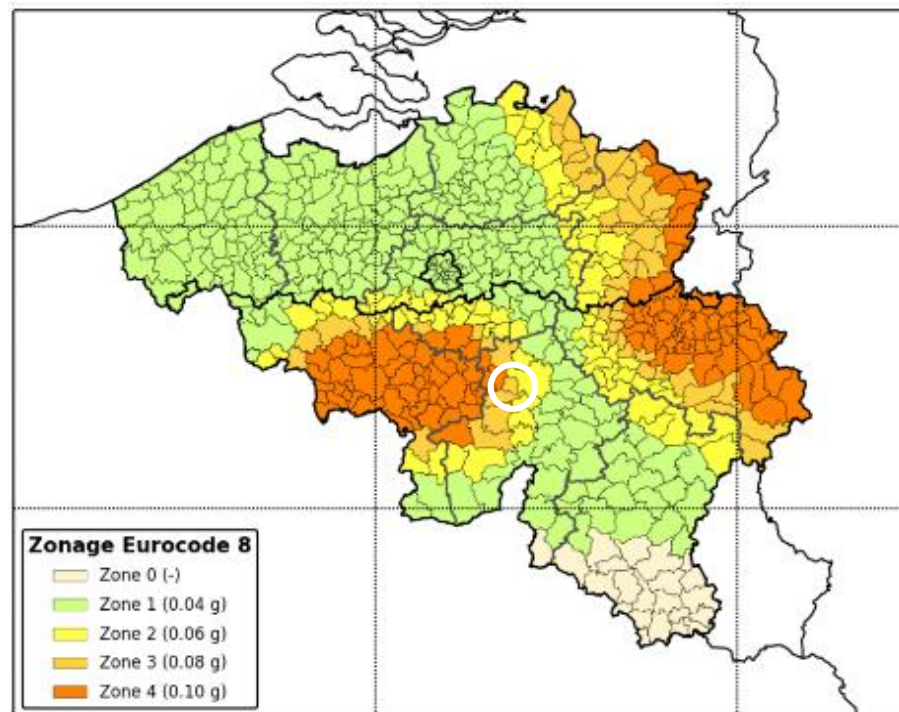 Zonage Eurocode 8
Zone 0 (-)
Zone 1 (0.04 g)
Zone 2 (0.06 g)
Zone 3 (0.08 g)
Zone 4 (0.10 g)